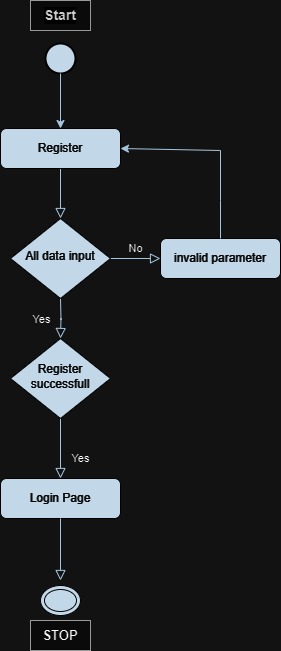 Start
Register
All data input
No
invalid parameter
Yes
Register
successfull
Yes
Login Page
STOP